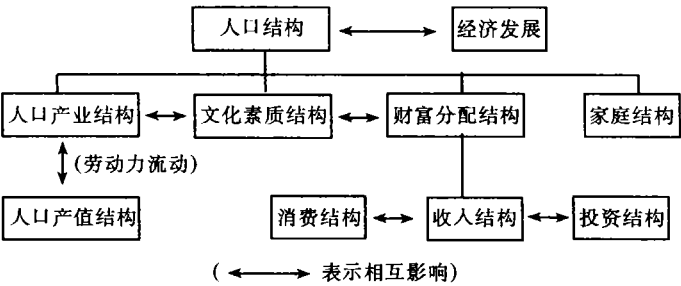 人口结构 经济发展
人口产业结构 文化素质结构 财富分配结构 家庭结构
(劳动力流动)
人口产值结构 消费结构 收入结构 投资结构
( 表示相互影响)